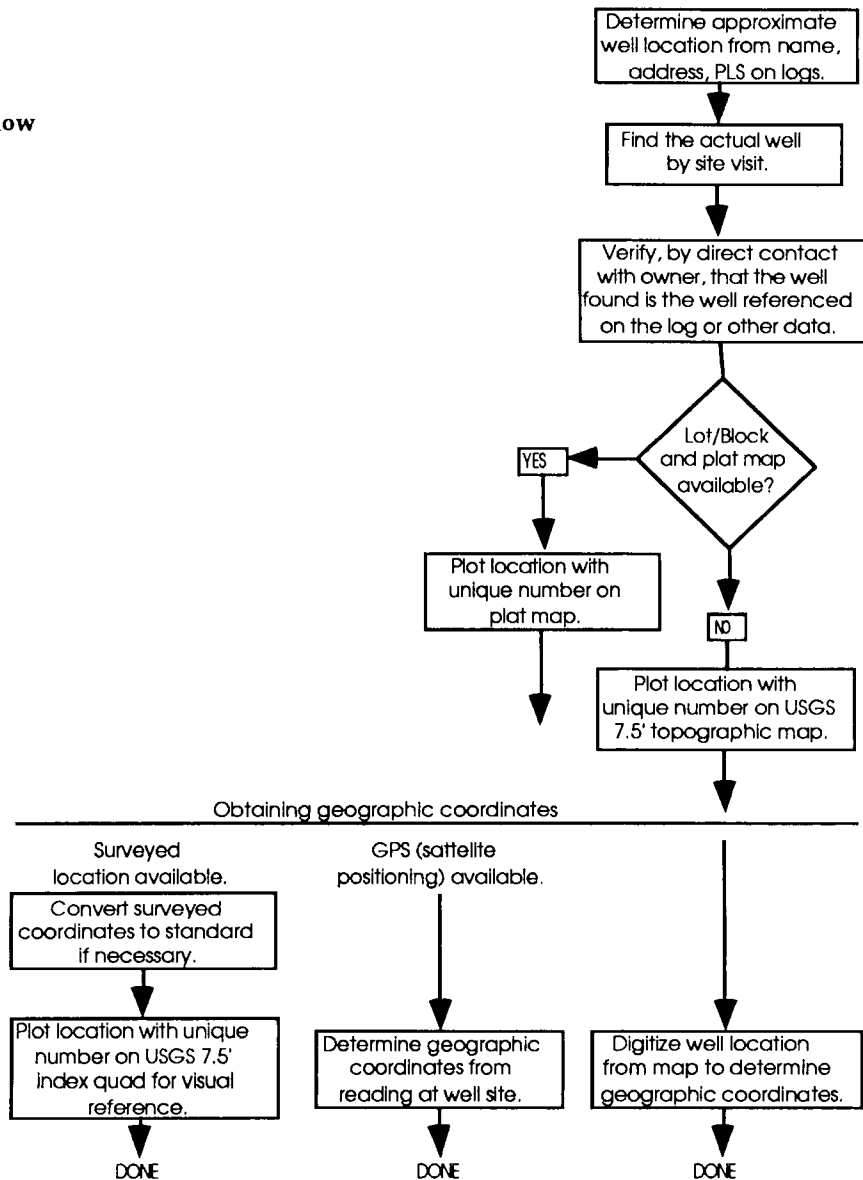 Determine approximate
well location from name,
address, PLS on logs.
low
Find the actual well
by site visit.
Verify, by direct contact
with owner, that the well
found is the well referenced
on the log or other data.
Lot/Block
and plat map
available?
YES
Plot location with
unique number on
plat map.
NO
Plot location with
unique number on USGS
7.5' topographic map.
Obtaining geographic coordinates
Surveyed
location available.
Convert surveyed
coordinates to standard
if necessary.
Plot location with unique
number on USGS 7.5'
index quad for visual
reference.
DONE
GPS (sattelite
positioning) available.
Determine geographic
coordinates from
reading at well site.
DONE
Digitize well location
from map to determine
geographic coordinates.
DONE